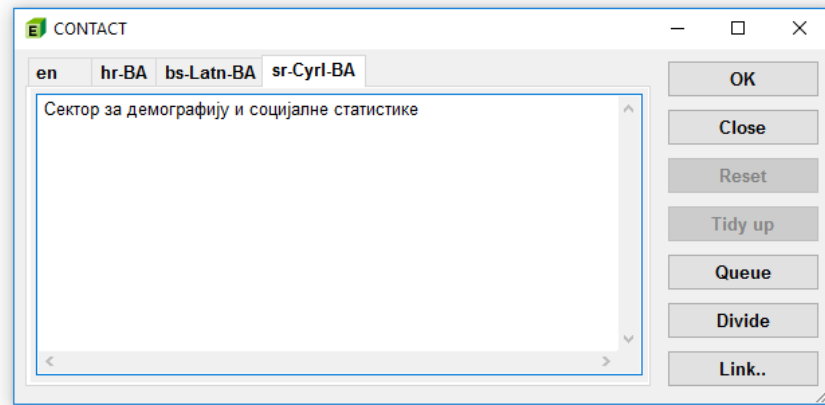 E CONTACT
en hr-BA bs-Latn-BA sr-Cyrl-BA
Сектор за демографију и социјалне статистике
OK
Close
Reset
Tidy up
Queue
Divide
Link..